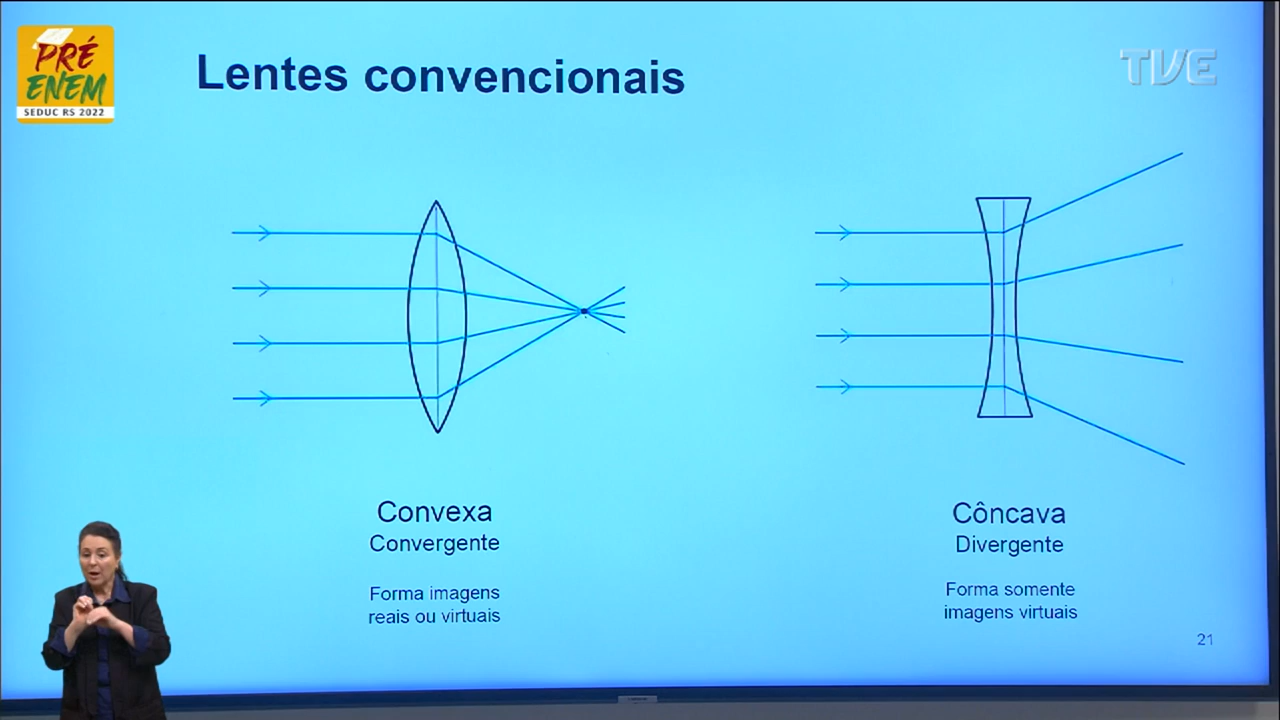 PRÉ
ENEM
SEDUC RS 2022
Lentes convencionais
TVE
Convexa
Convergente
Forma imagens
reais ou virtuais
Côncava
Divergente
Forma somente
imagens virtuais
21